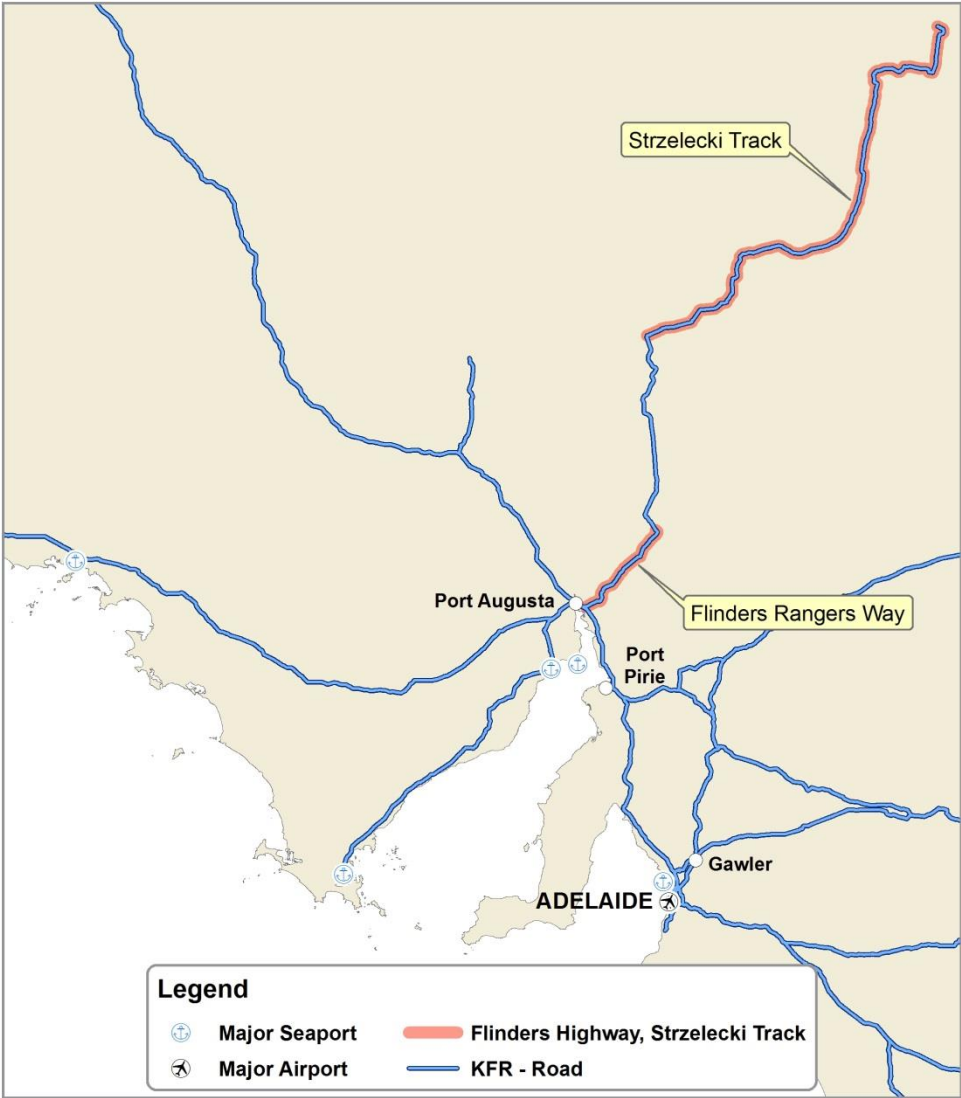 Strzelecki Track
Port Augusta
Flinders Rangers Way
Port
Pirie
Gawler
ADELAIDE
Legend
Major Seaport
Flinders Highway, Strzelecki Track
Major Airport
KFR - Road